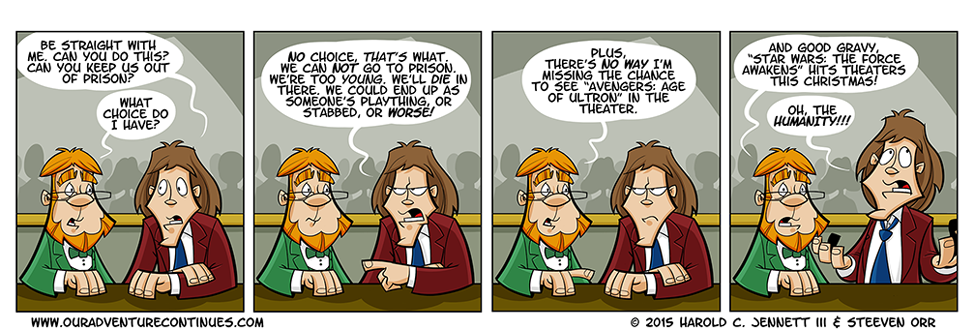 BE STRAIGHT WITH
ME. CAN YOU DO THIS?
CAN YOU KEEP US OUT
OF PRISON?
WHAT
CHOICE DO
I HAVE?
NO CHOICE, THAT'S WHAT.
WE CAN NOT GO TO PRISON.
WE'RE TOO YOUNG. WE'LL DIE IN
THERE. WE COULD END UP AS
SOMEONE'S PLAYTHING, OR
STABBED, OR WORSE!
PLUS,
THERE'S NO WAY I'M
MISSING THE CHANCE
TO SEE "AVENGERS: AGE
OF ULTRON" IN THE
THEATER.
AND GOOD GRAVY,
"STAR WARS: THE FORCE
AWAKENS" HITS THEATERS
THIS CHRISTMAS!
OH, THE
HUMANITY!!!
WWW.OURADVENTURECONTINUES.COM
© 2015 HAROLD C. JENNETT III & STEEVEN ORR